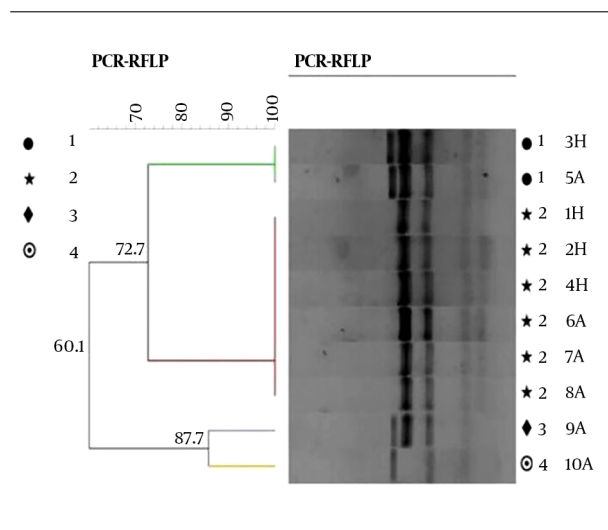 PCR-RFLP PCR-RFLP
70 80 90 100
1
2
3
4
72.7
60.1
87.7
1 3H
1 5A
2 1H
2 2H
2 4H
2 6A
2 7A
2 8A
3 9A
4 10A